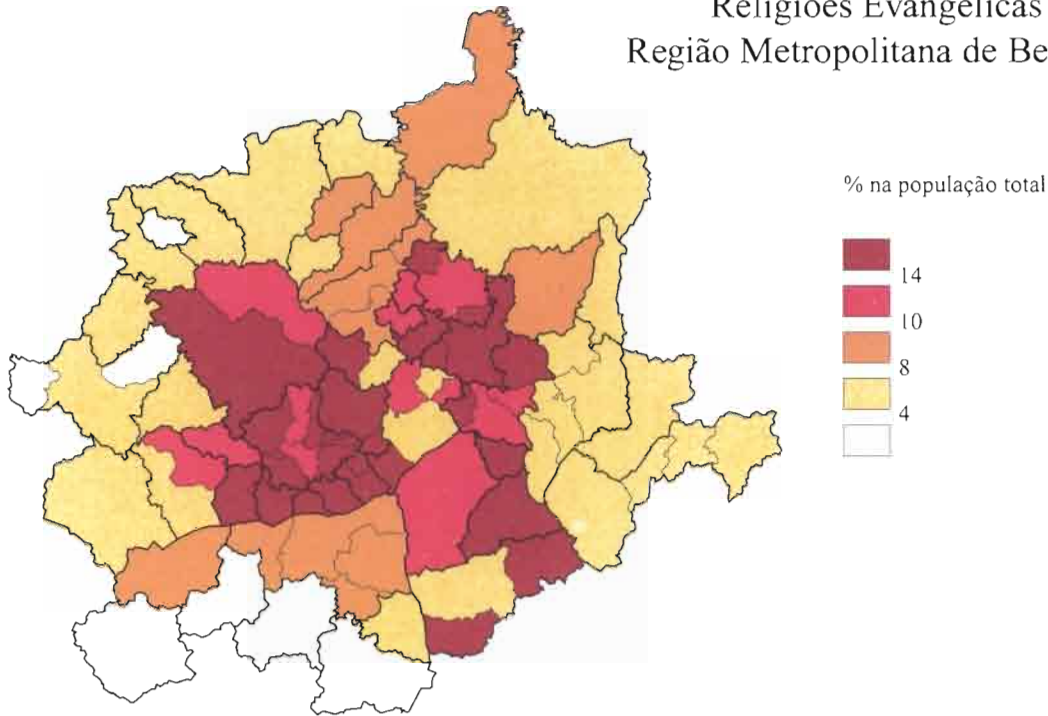 Religiões Evangélicas
Região Metropolitana de Be
% na população total
14
10
8
4